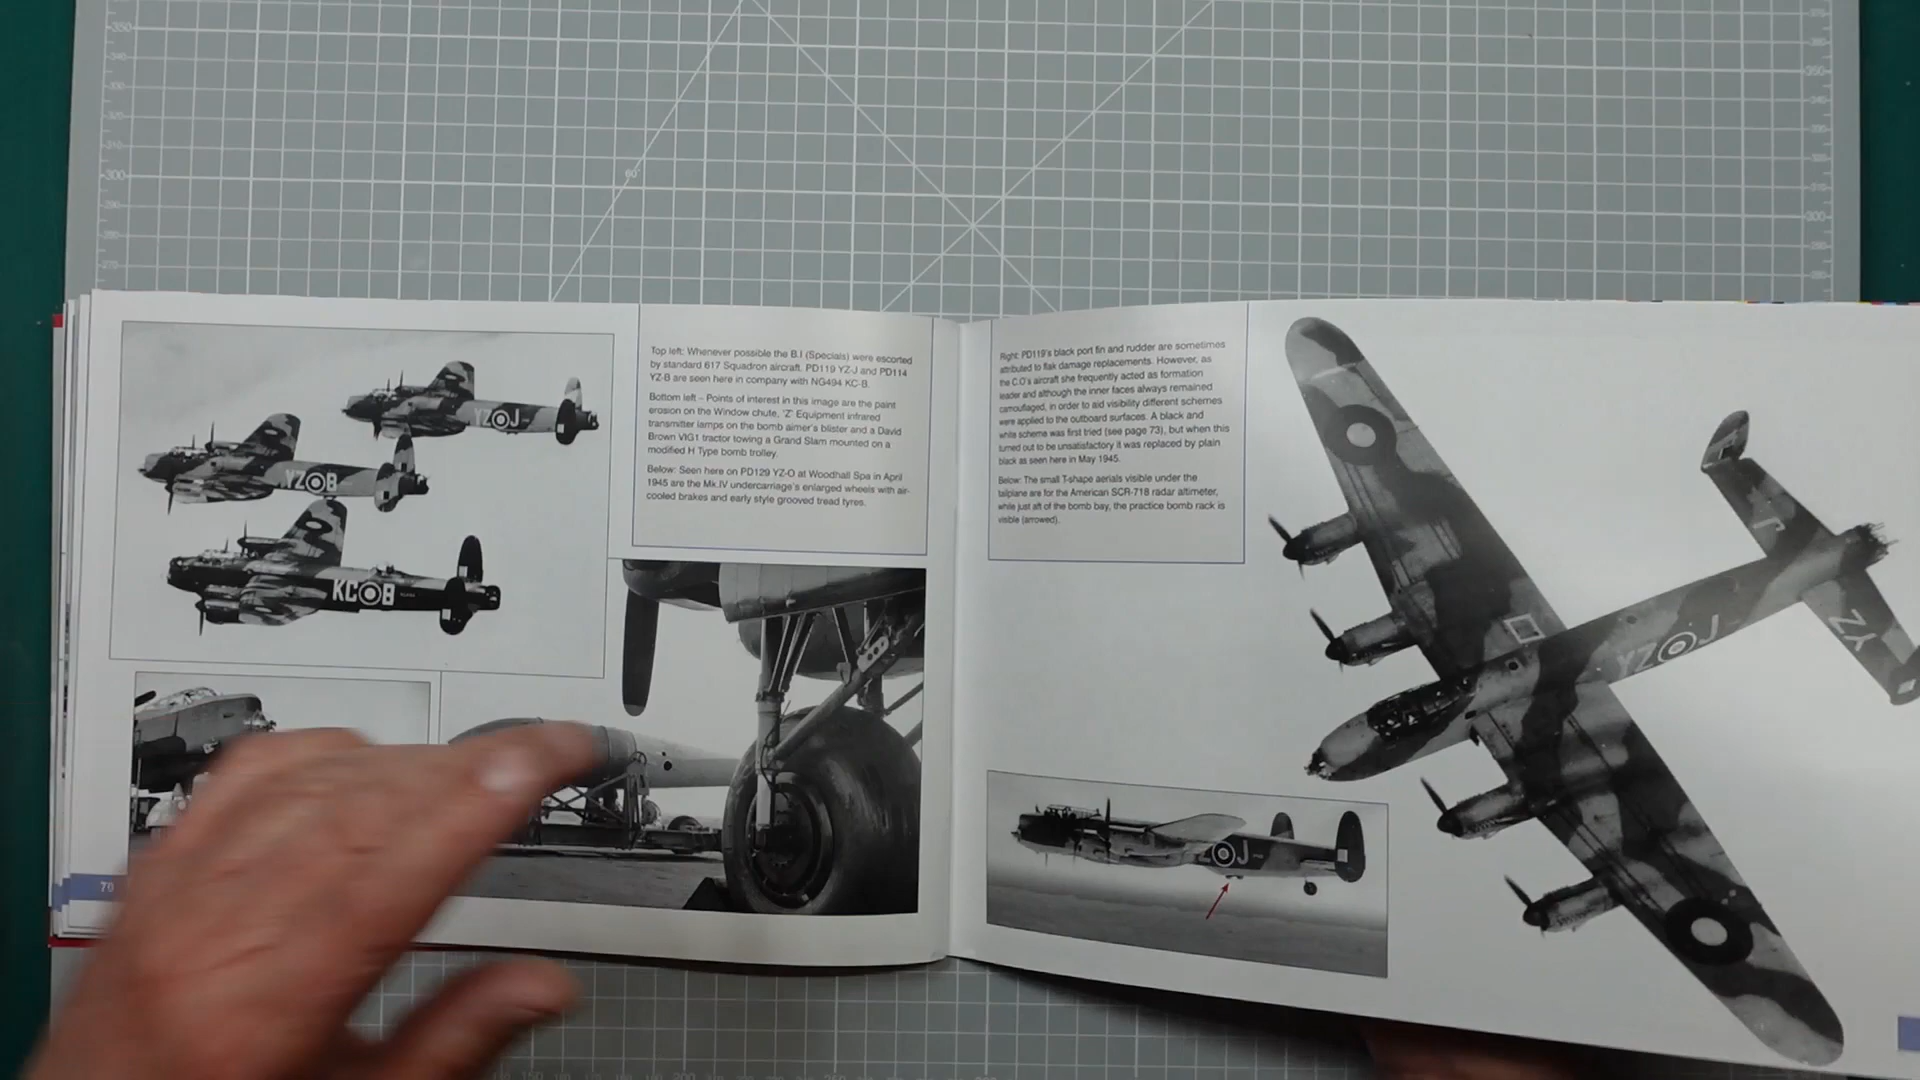 Top left: Whenever possible the B.I (Specials) were escorted
by standard 617 Squadron aircraft. PD119 YZ-J and PD114
YZ-B are seen here in company with NG494 KC-B.
Bottom left – Points of interest in this image are the paint
erosion on the Window chute, 'Z' Equipment infrared
transmitter lamps on the bomb aimer's blister and a David
Brown VIG1 tractor towing a Grand Slam mounted on a
modified H Type bomb trolley.
Below: Seen here on PD129 YZ-O at Woodhall Spa in April
1945 are the Mk.IV undercarriage's enlarged wheels with air-
cooled brakes and early style grooved tread tyres.
YZ J
YZ B
KC B
70
Right: PD119's black port fin and rudder are sometimes
attributed to flak damage replacements. However, as
the C.O's aircraft she frequently acted as formation
leader and although the inner faces always remained
camouflaged, in order to aid visibility different schemes
were applied to the outboard surfaces. A black and
white scheme was first tried (see page 73), but when this
turned out to be unsatisfactory it was replaced by plain
black as seen here in May 1945.
Below: The small T-shape aerials visible under the
tailplane are for the American SCR-718 radar altimeter,
while just aft of the bomb bay, the practice bomb rack is
visible (arrowed).
J
YZ J
YZ
Z J
350
300
60°
350
300